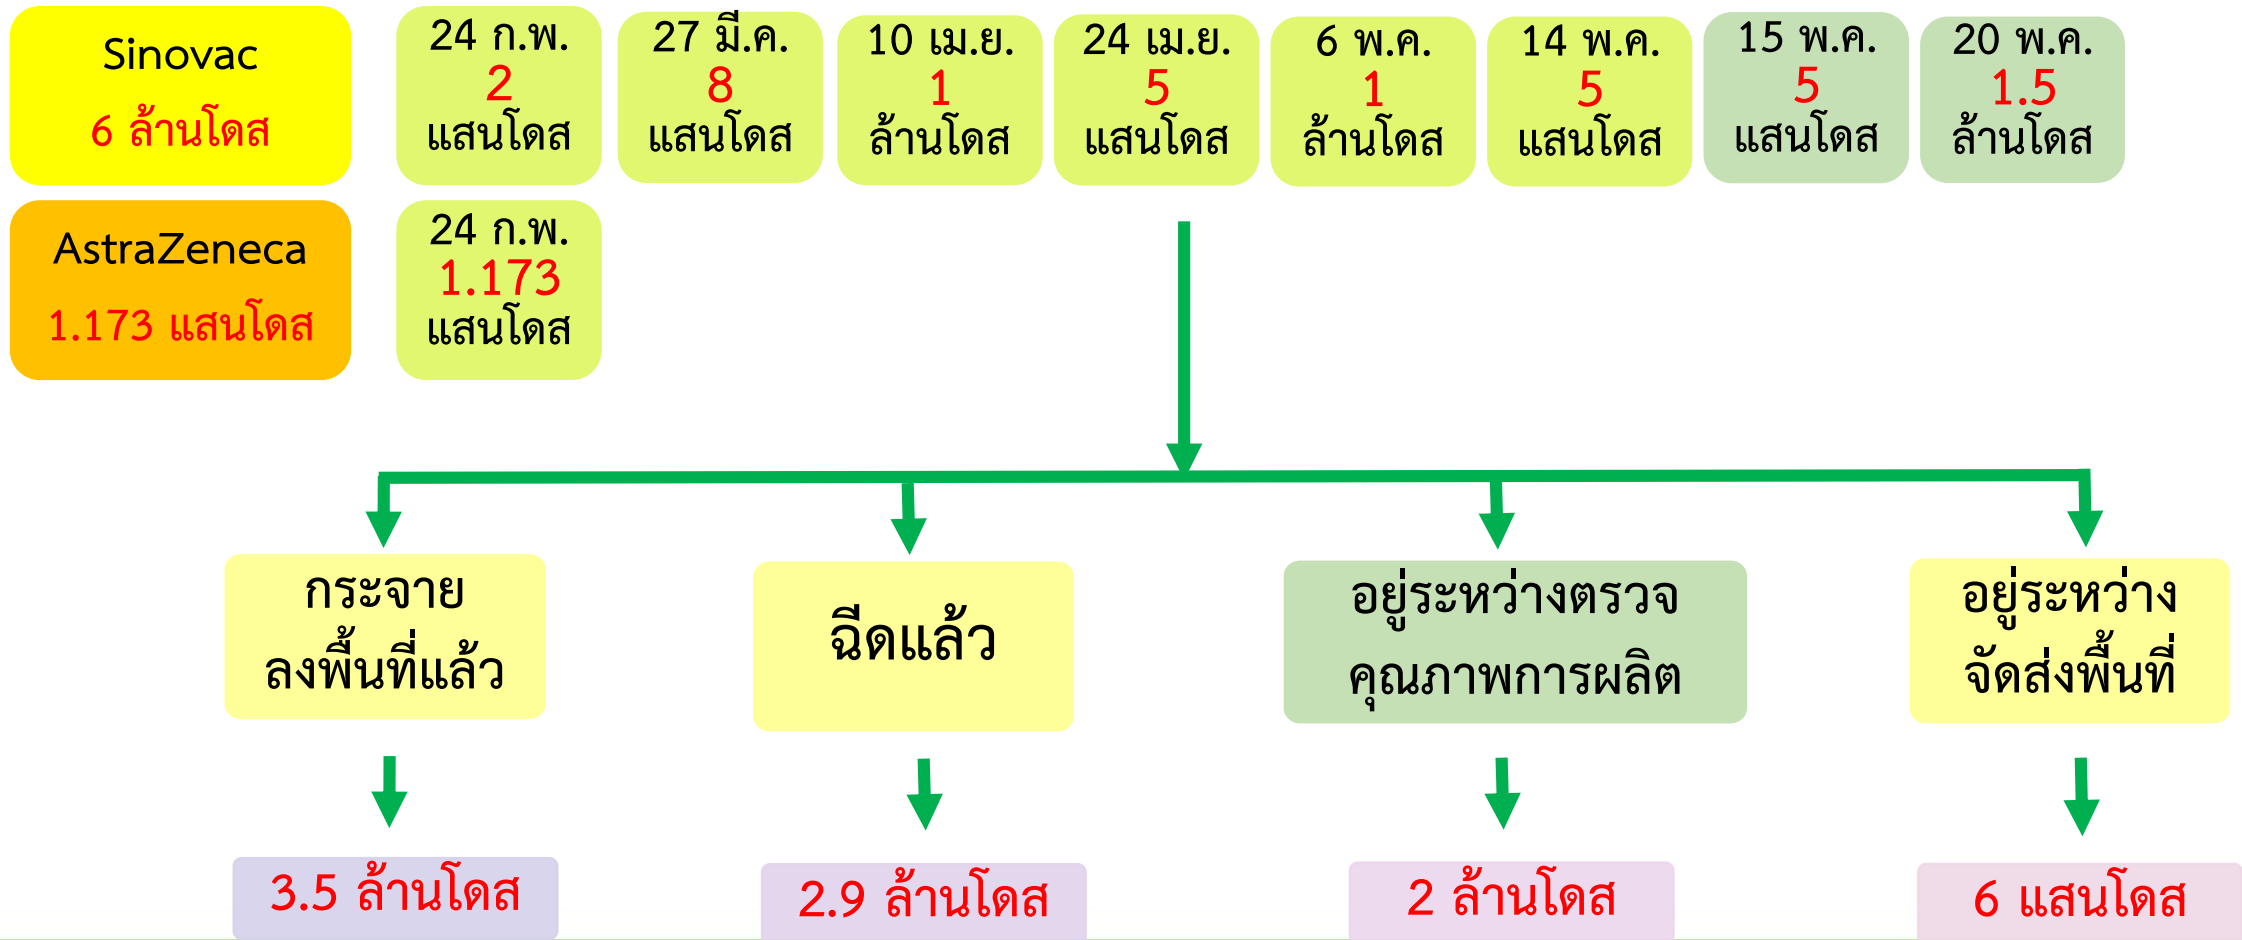 Sinovac
6 ล้านโดส
24 ก.พ.
2
แสนโดส
27 มี.ค.
8
แสนโดส
10 เม.ย.
1
ล้านโดส
24 เม.ย.
5
แสนโดส
6 พ.ค.
1
ล้านโดส
14 พ.ค.
5
แสนโดส
15 พ.ค.
5
แสนโดส
20 พ.ค.
1.5
ล้านโดส
AstraZeneca
1.173 แสนโดส
24 ก.พ.
1.173
แสนโดส
กระจาย
ลงพื้นที่แล้ว
ฉีดแล้ว
อยู่ระหว่างตรวจ
คุณภาพการผลิต
อยู่ระหว่าง
จัดส่งพื้นที่
3.5 ล้านโดส
2.9 ล้านโดส
2 ล้านโดส
6 แสนโดส